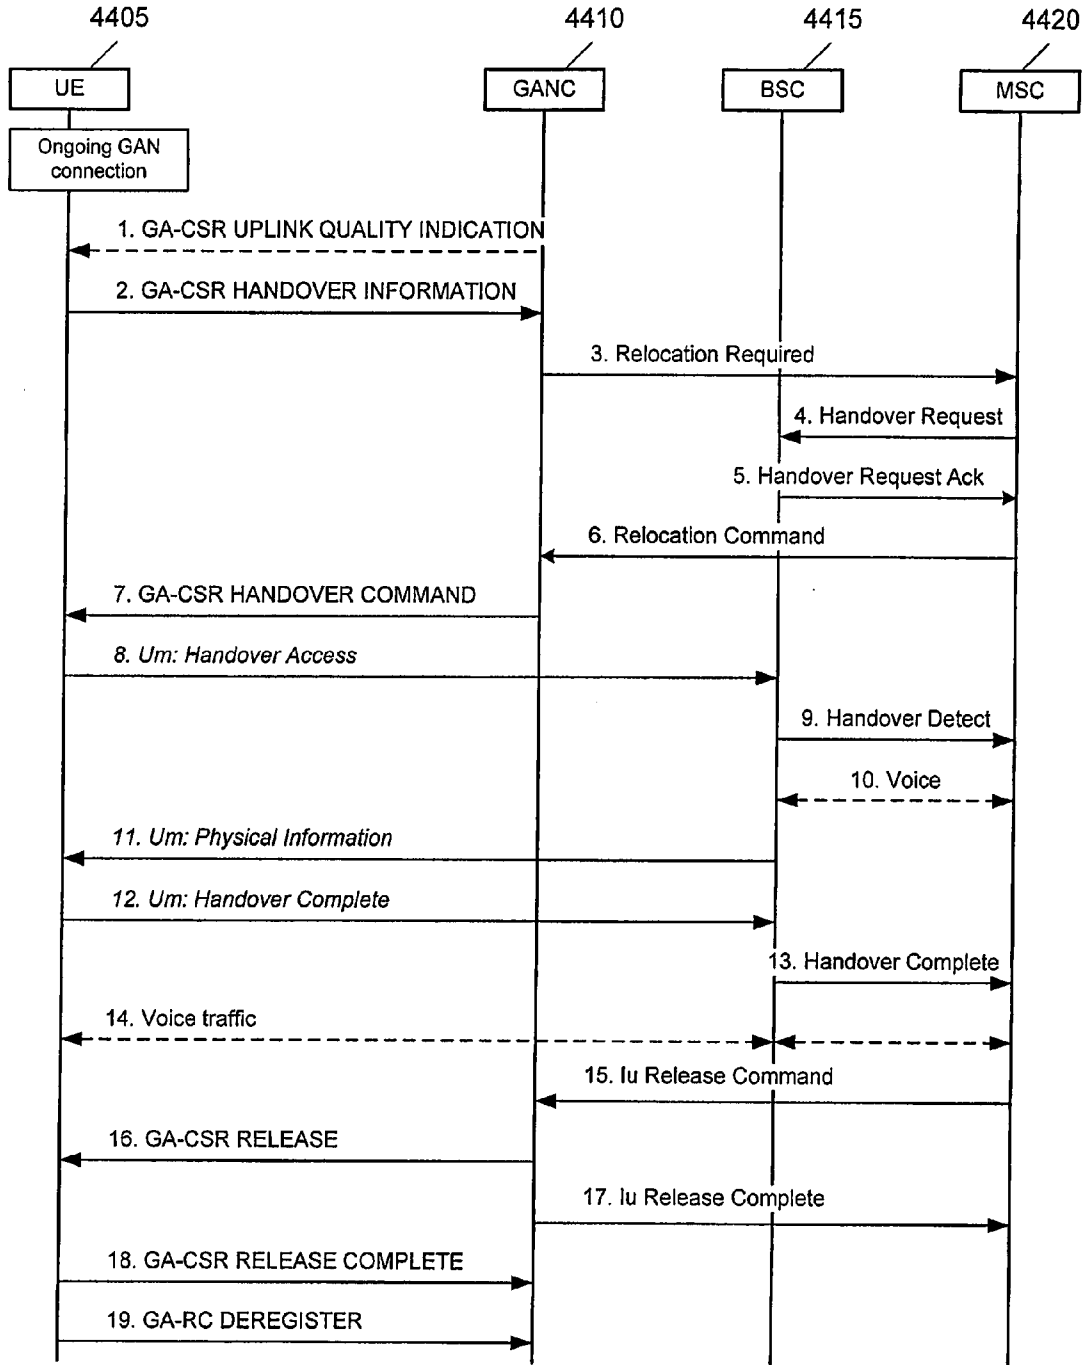 4405 4410 4415 4420
UE GANC BSC MSC
Ongoing GAN
connection
1. GA-CSR UPLINK QUALITY INDICATION
2. GA-CSR HANDOVER INFORMATION
3. Relocation Required
4. Handover Request
5. Handover Request Ack
6. Relocation Command
7. GA-CSR HANDOVER COMMAND
8. Um: Handover Access
9. Handover Detect
10. Voice
11. Um: Physical Information
12. Um: Handover Complete
13. Handover Complete
14. Voice traffic
15. Iu Release Command
16. GA-CSR RELEASE
17. Iu Release Complete
18. GA-CSR RELEASE COMPLETE
19. GA-RC DEREGISTER